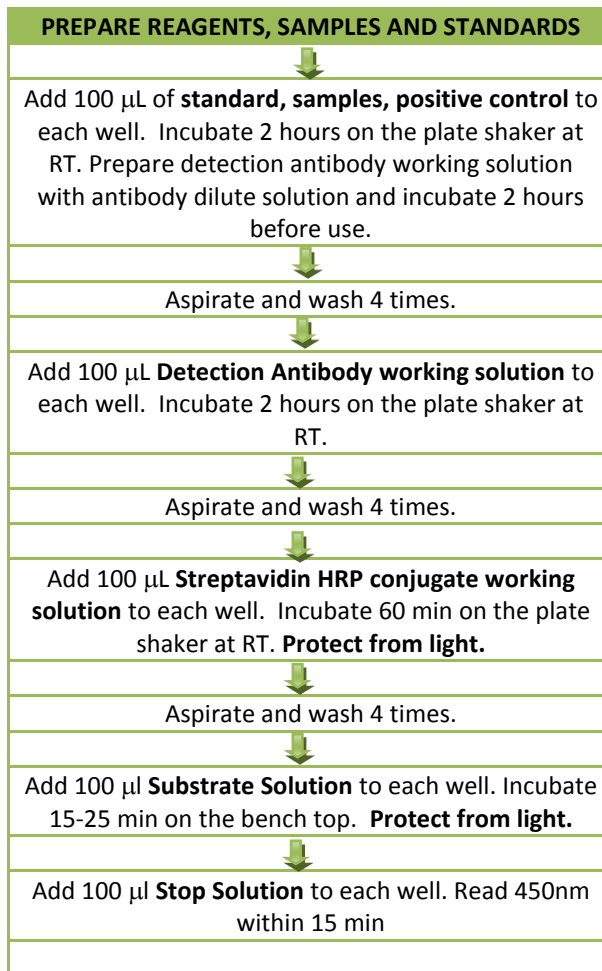 PREPARE REAGENTS, SAMPLES AND STANDARDS
Add 100 μL of standard, samples, positive control to
each well. Incubate 2 hours on the plate shaker at
RT. Prepare detection antibody working solution
with antibody dilute solution and incubate 2 hours
before use.
Aspirate and wash 4 times.
Add 100 μL Detection Antibody working solution to
each well. Incubate 2 hours on the plate shaker at
RT.
Aspirate and wash 4 times.
Add 100 μL Streptavidin HRP conjugate working
solution to each well. Incubate 60 min on the plate
shaker at RT. Protect from light.
Aspirate and wash 4 times.
Add 100 μl Substrate Solution to each well. Incubate
15-25 min on the bench top. Protect from light.
Add 100 μl Stop Solution to each well. Read 450nm
within 15 min